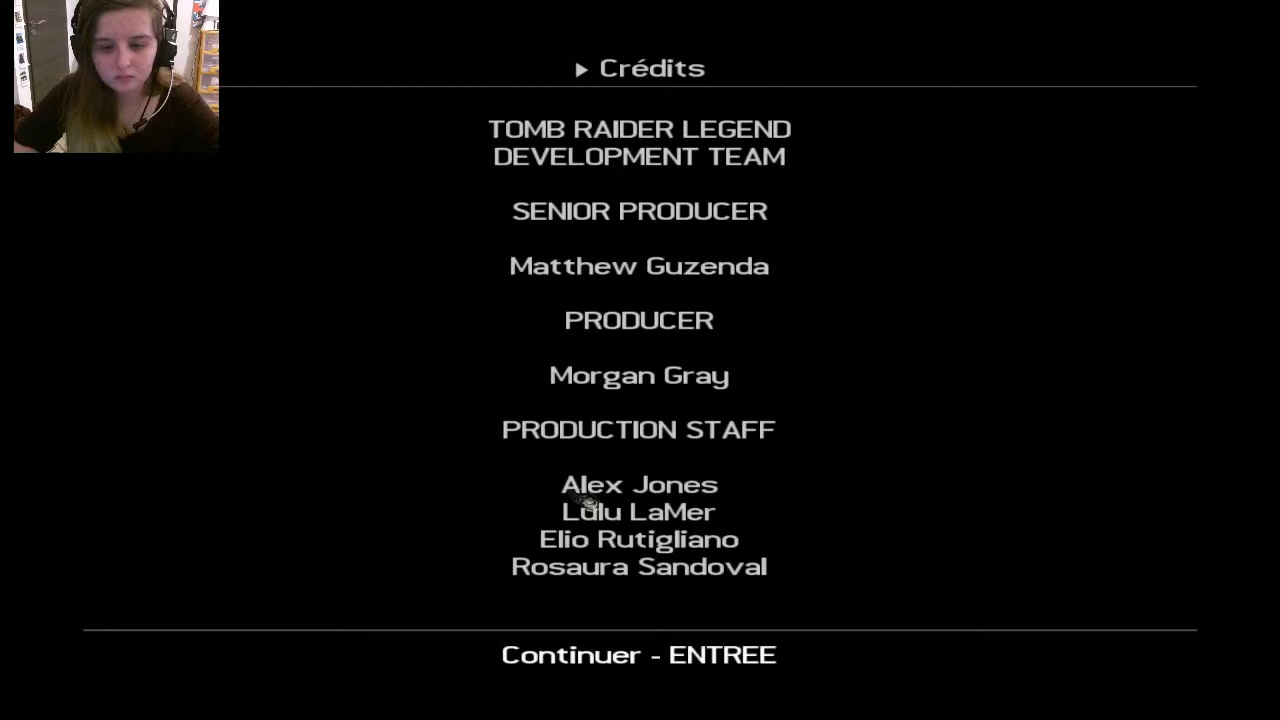 Crédits
TOMB RAIDER LEGEND
DEVELOPMENT TEAM
SENIOR PRODUCER
Matthew Guzenda
PRODUCER
Morgan Gray
PRODUCTION STAFF
Alex Jones
Lulu LaMer
Elio Rutigliano
Rosaura Sandoval
Continuer - ENTREE